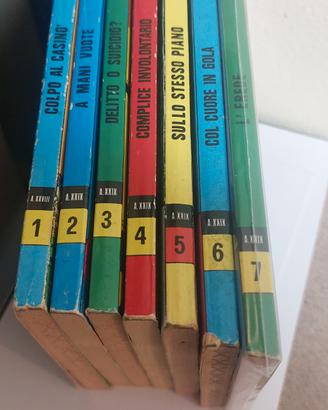 COLPO AL CASINO'
A. XXVIII
1
A MANI VUOTE
A. XXIX
2
DELITTO O SUICIDIO?
A. XXIX
3
COMPLICE INVOLONTARIO
A. XXIX
4
SULLO STESSO PIANO
A. XXIX
5
COL CUORE IN GOLA
A. XXIX
6
L'EREDE
A. XXIX
7